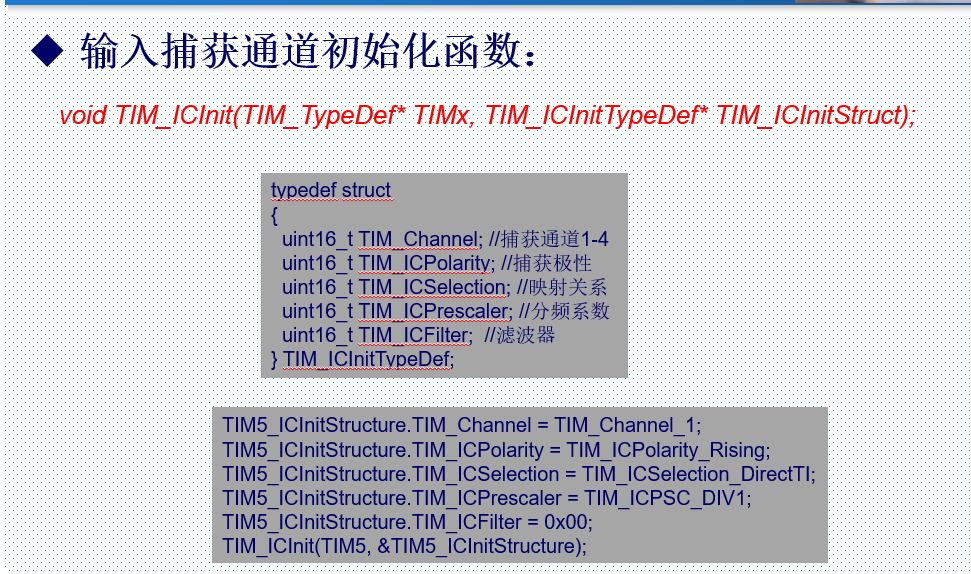 ◆ 输入捕获通道初始化函数：
void TIM_ICInit(TIM_TypeDef* TIMx, TIM_ICInitTypeDef* TIM_ICInitStruct);
typedef struct
{
uint16_t TIM_Channel; //捕获通道1-4
uint16_t TIM_ICPolarity; //捕获极性
uint16_t TIM_ICSelection; //映射关系
uint16_t TIM_ICPrescaler; //分频系数
uint16_t TIM_ICFilter; //滤波器
} TIM_ICInitTypeDef;
TIM5_ICInitStructure.TIM_Channel = TIM_Channel_1;
TIM5_ICInitStructure.TIM_ICPolarity = TIM_ICPolarity_Rising;
TIM5_ICInitStructure.TIM_ICSelection = TIM_ICSelection_DirectTI;
TIM5_ICInitStructure.TIM_ICPrescaler = TIM_ICPSC_DIV1;
TIM5_ICInitStructure.TIM_ICFilter = 0x00;
TIM_ICInit(TIM5, &TIM5_ICInitStructure);